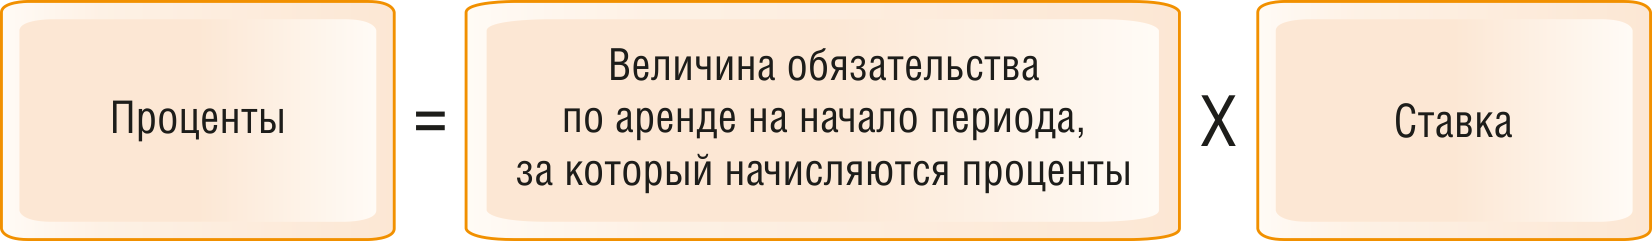 Проценты
=
Величина обязательства
по аренде на начало периода,
за который начисляются проценты
X
Ставка